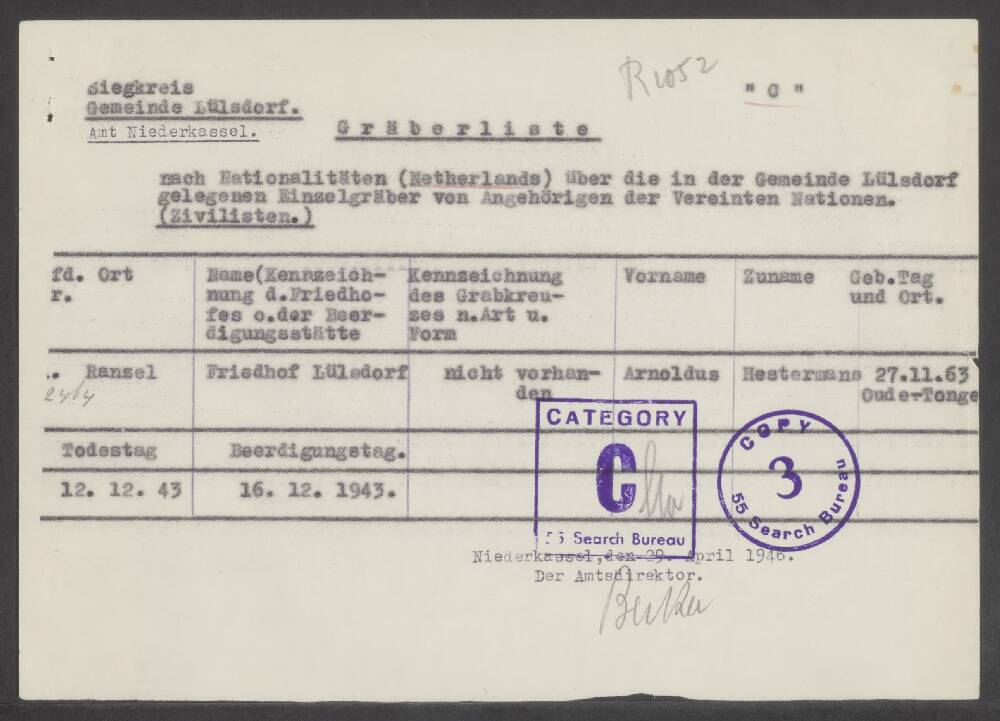 Siegkreis
Gemeinde Lülsdorf.
Amt Niederkassel.
R1052
" C "
Gräberliste
nach Nationalitäten (Netherlands) über die in der Gemeinde Lülsdorf
gelegenen Einzelgräber von Angehörigen der Vereinten Nationen.
(Zivilisten.)
fd. Ort
r.
Name(Kennzeich-
nung d.Friedho-
fes o.der Beer-
digungsstätte
Kennzeichnung
des Grabkreu-
zes n.Art u.
Form
Vorname
Zuname
Geb.Tag
und Ort.
. Ranzel
2464
Friedhof Lülsdorf
nicht vorhan-
den
Arnoldus
Hestermans
27.11.63
Oude-Tonge
Todestag
Beerdigungstag.
12. 12. 43
16. 12. 1943.
CATEGORY
C
55 Search Bureau
COPY
3
55 Search Bureau
Niederkassel,den 29. April 1946.
Der Amtsdirektor.
Becker